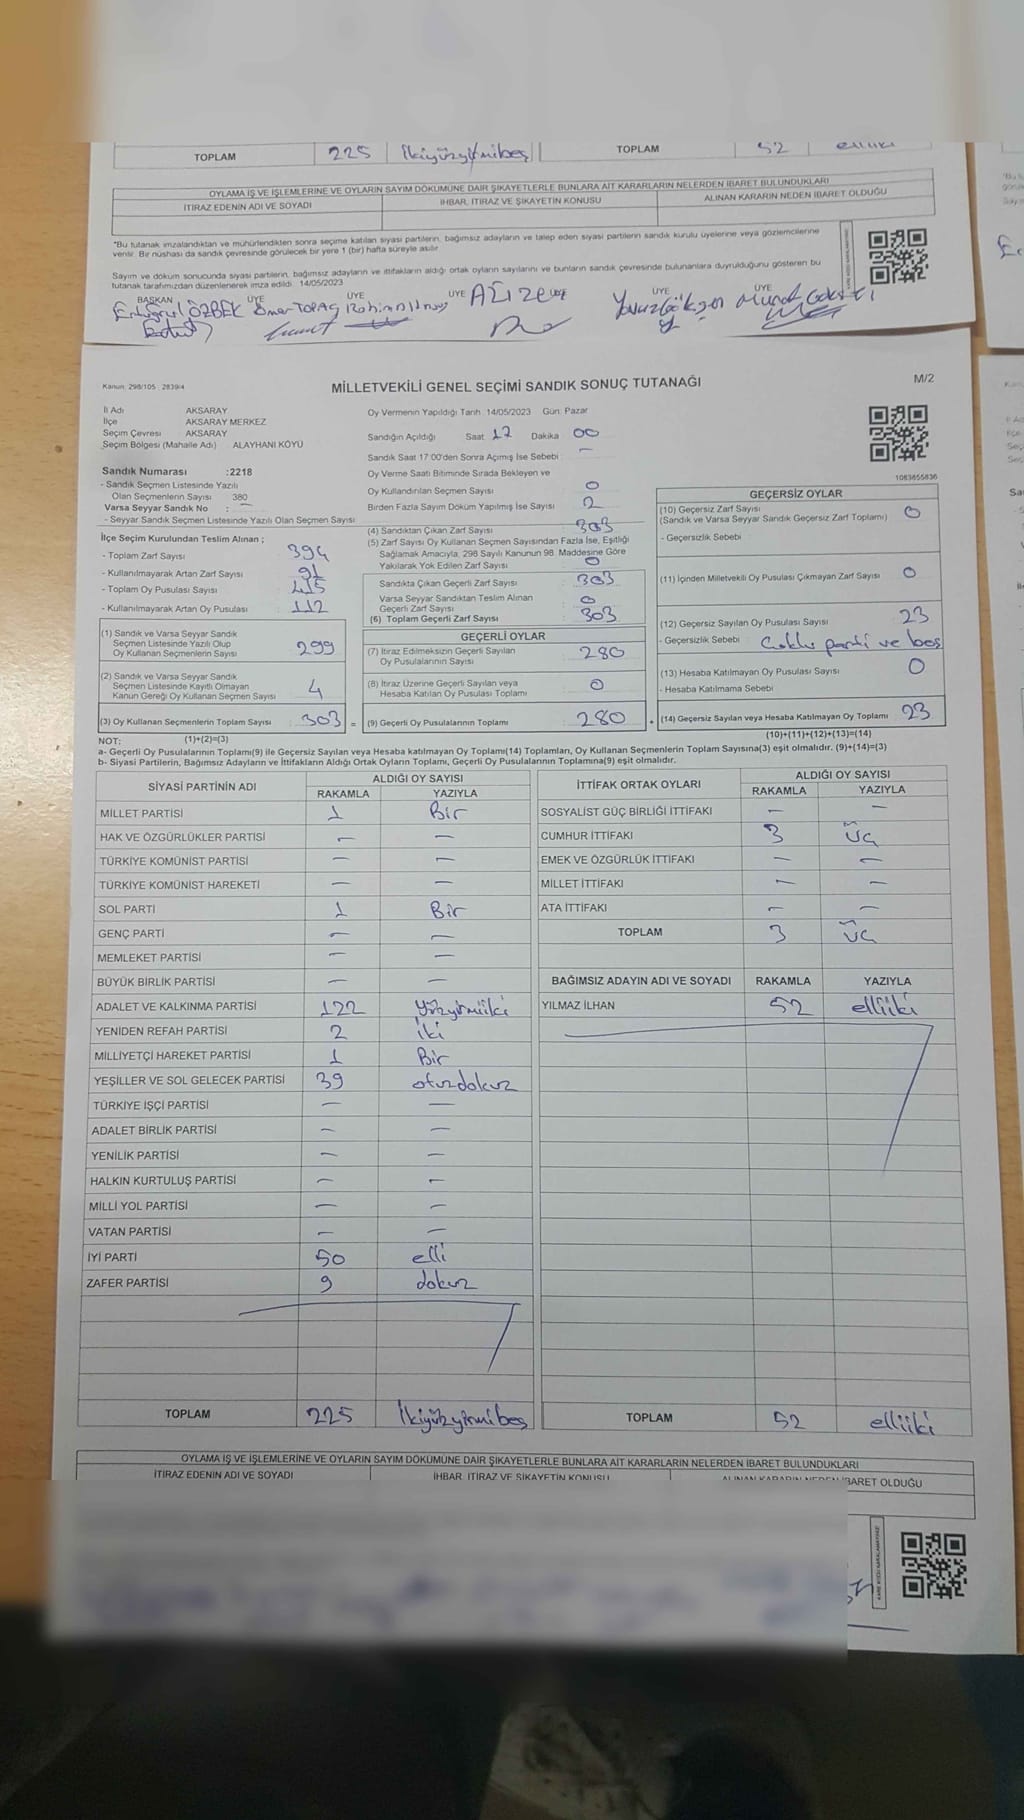 TOPLAM 225 İkiyüzyirmibeş TOPLAM 52 elliiki
OYLAMA İŞ VE İŞLEMLERİNE VE OYLARIN SAYIM DÖKÜMÜNE DAİR ŞİKAYETLERLE BUNLARA AİT KARARLARIN NELERDEN İBARET BULUNDUKLARI
İTİRAZ EDENİN ADI VE SOYADI İHBAR, İTİRAZ VE ŞİKAYETİN KONUSU ALINAN KARARIN NEDEN İBARET OLDUĞU
*Bu tutanak imzalandıktan ve mühürlendikten sonra seçime katılan siyasi partilerin, bağımsız adayların ve talep eden siyasi partilerin sandık kurulu üyelerine veya gözlemcilerine
verilir. Bir nüshası da sandık çevresinde görülecek bir yere 1 (bir) hafta süreyle asılır.
Sayım ve döküm sonucunda siyasi partilerin, bağımsız adayların ve ittifakların aldığı ortak oyların sayılarını ve bunların sandık çevresinde bulunanlara duyrulduğunu gösteren bu
tutanak tarafımızdan düzenlenerek imza edildi. 14/05/2023
BAŞKAN ÜYE ÜYE ÜYE ÜYE ÜYE ÜYE
Ertuğrul ÖZBEK Ömer TOPAÇ
MİLLETVEKİLİ GENEL SEÇİMİ SANDIK SONUÇ TUTANAĞI
Kanun: 298/105 : 2839/4 M/2
İl Adı AKSARAY
İlçe AKSARAY MERKEZ
Seçim Çevresi AKSARAY
Seçim Bölgesi (Mahalle Adı) ALAYHANI KÖYÜ
Sandık Numarası :2218
- Sandık Seçmen Listesinde Yazılı
Olan Seçmenlerin Sayısı 380
Varsa Seyyar Sandık No : —
- Seyyar Sandık Seçmen Listesinde Yazılı Olan Seçmen Sayısı
İlçe Seçim Kurulundan Teslim Alınan ;
- Toplam Zarf Sayısı 394
- Kullanılmayarak Artan Zarf Sayısı 91
- Toplam Oy Pusulası Sayısı 415
- Kullanılmayarak Artan Oy Pusulası 112
(1) Sandık ve Varsa Seyyar Sandık
Seçmen Listesinde Yazılı Olup
Oy Kullanan Seçmenlerin Sayısı 299
(2) Sandık ve Varsa Seyyar Sandık
Seçmen Listesinde Kayıtlı Olmayan
Kanun Gereği Oy Kullanan Seçmen Sayısı 4
(3) Oy Kullanan Seçmenlerin Toplam Sayısı 303 =
(1)+(2)=(3)
Oy Vermenin Yapıldığı Tarih :14/05/2023 Gün: Pazar
Sandığın Açıldığı Saat: 17 Dakika 00
Sandık Saat 17:00'den Sonra Açımış İse Sebebi : —
Oy Verme Saati Bitiminde Sırada Bekleyen ve
Oy Kullandırılan Seçmen Sayısı : 0
Birden Fazla Sayım Döküm Yapılmış İse Sayısı : 2
(4) Sandıktan Çıkan Zarf Sayısı : 303
(5) Zarf Sayısı Oy Kullanan Seçmen Sayısından Fazla İse, Eşitliği
Sağlamak Amacıyla, 298 Sayılı Kanunun 98. Maddesine Göre
Yakılarak Yok Edilen Zarf Sayısı : 0
Sandıkta Çıkan Geçerli Zarf Sayısı : 303
Varsa Seyyar Sandıktan Teslim Alınan
Geçerli Zarf Sayısı : 0
(6) Toplam Geçerli Zarf Sayısı : 303
GEÇERLİ OYLAR
(7) İtiraz Edilmeksizin Geçerli Sayılan
Oy Pusulalarının Sayısı : 280
(8) İtiraz Üzerine Geçerli Sayılan veya
Hesaba Katılan Oy Pusulası Toplamı : 0
(9) Geçerli Oy Pusulalarının Toplamı : 280 +
1083655836
GEÇERSİZ OYLAR
(10) Geçersiz Zarf Sayısı : 0
(Sandık ve Varsa Seyyar Sandık Geçersiz Zarf Toplamı)
- Geçersizlik Sebebi :
(11) İçinden Milletvekili Oy Pusulası Çıkmayan Zarf Sayısı : 0
(12) Geçersiz Sayılan Oy Pusulası Sayısı : 23
- Geçersizlik Sebebi : Çoklu parti ve boş
(13) Hesaba Katılmayan Oy Pusulası Sayısı : 0
- Hesaba Katılmama Sebebi :
(14) Geçersiz Sayılan veya Hesaba Katılmayan Oy Toplamı : 23
(10)+(11)+(12)+(13)=(14)
NOT:
a- Geçerli Oy Pusulalarının Toplamı(9) ile Geçersiz Sayılan veya Hesaba katılmayan Oy Toplamı(14) Toplamları, Oy Kullanan Seçmenlerin Toplam Sayısına(3) eşit olmalıdır. (9)+(14)=(3)
b- Siyasi Partilerin, Bağımsız Adayların ve İttifakların Aldığı Ortak Oyların Toplamı, Geçerli Oy Pusulalarının Toplamına(9) eşit olmalıdır.
SİYASİ PARTİNİN ADI ALDIĞI OY SAYISI
RAKAMLA YAZIYLA
MİLLET PARTİSİ 1 Bir
HAK VE ÖZGÜRLÜKLER PARTİSİ — —
TÜRKİYE KOMÜNİST PARTİSİ — —
TÜRKİYE KOMÜNİST HAREKETİ — —
SOL PARTİ 1 Bir
GENÇ PARTİ — —
MEMLEKET PARTİSİ — —
BÜYÜK BİRLİK PARTİSİ — —
ADALET VE KALKINMA PARTİSİ 122 Yüzyirmiiki
YENİDEN REFAH PARTİSİ 2 iki
MİLLİYETÇİ HAREKET PARTİSİ 1 Bir
YEŞİLLER VE SOL GELECEK PARTİSİ 39 otuzdokuz
TÜRKİYE İŞÇİ PARTİSİ — —
ADALET BİRLİK PARTİSİ — —
YENİLİK PARTİSİ — —
HALKIN KURTULUŞ PARTİSİ — —
MİLLİ YOL PARTİSİ — —
VATAN PARTİSİ — —
İYİ PARTİ 50 elli
ZAFER PARTİSİ 9 dokuz
TOPLAM 225 İkiyüzyirmibeş
İTTİFAK ORTAK OYLARI ALDIĞI OY SAYISI
RAKAMLA YAZIYLA
SOSYALİST GÜÇ BİRLİĞİ İTTİFAKI — —
CUMHUR İTTİFAKI 3 üç
EMEK VE ÖZGÜRLÜK İTTİFAKI — —
MİLLET İTTİFAKI — —
ATA İTTİFAKI — —
TOPLAM 3 üç
BAĞIMSIZ ADAYIN ADI VE SOYADI RAKAMLA YAZIYLA
YILMAZ İLHAN 52 elliiki
TOPLAM 52 elliiki
OYLAMA İŞ VE İŞLEMLERİNE VE OYLARIN SAYIM DÖKÜMÜNE DAİR ŞİKAYETLERLE BUNLARA AİT KARARLARIN NELERDEN İBARET BULUNDUKLARI
İTİRAZ EDENİN ADI VE SOYADI İHBAR, İTİRAZ VE ŞİKAYETİN KONUSU ALINAN KARARIN NEDEN İBARET OLDUĞU